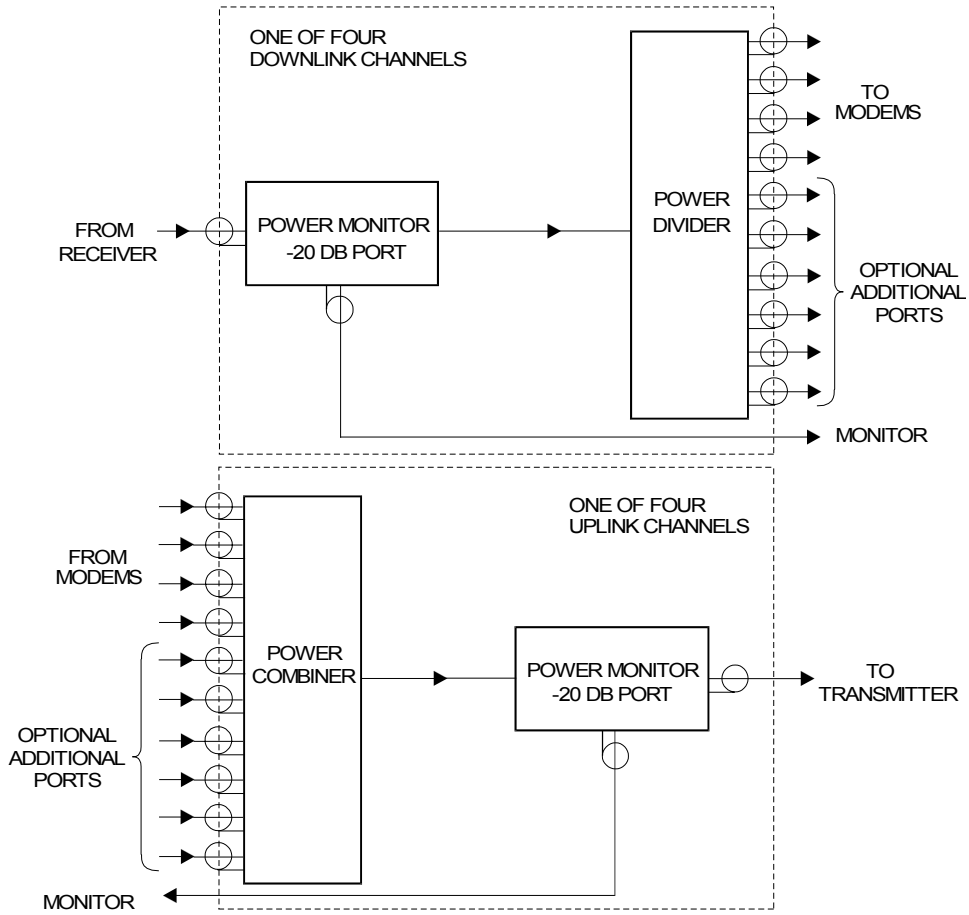 ONE OF FOUR
DOWNLINK CHANNELS
TO
MODEMS
FROM
RECEIVER
POWER MONITOR
-20 DB PORT
POWER
DIVIDER
OPTIONAL
ADDITIONAL
PORTS
MONITOR
ONE OF FOUR
UPLINK CHANNELS
FROM
MODEMS
POWER
COMBINER
POWER MONITOR
-20 DB PORT
TO
TRANSMITTER
OPTIONAL
ADDITIONAL
PORTS
MONITOR